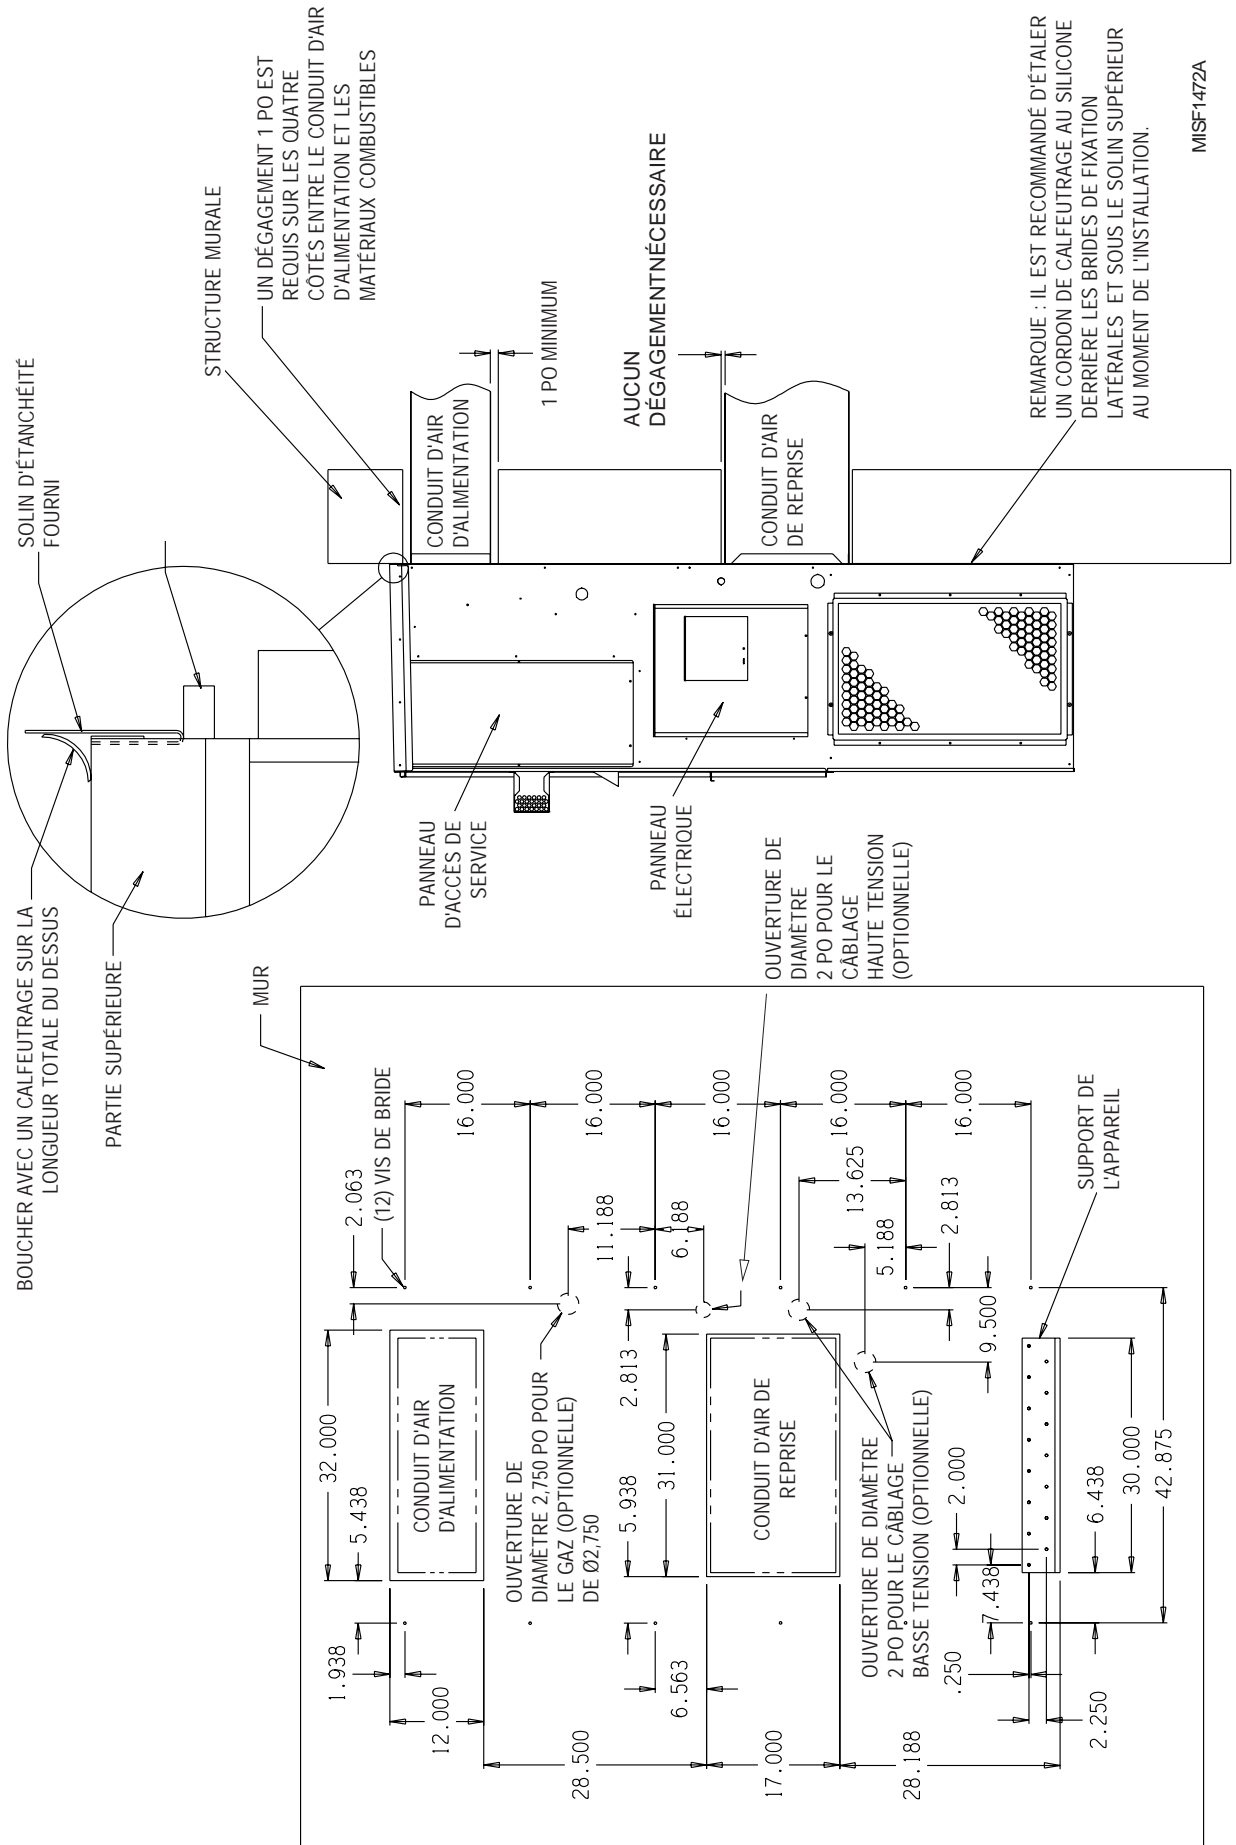 BOUCHER AVEC UN CALFEUTRAGE SUR LA
LONGUEUR TOTALE DU DESSUS
SOLIN D'ÉTANCHÉITÉ
FOURNI
PARTIE SUPÉRIEURE
STRUCTURE MURALE
UN DÉGAGEMENT 1 PO EST
REQUIS SUR LES QUATRE
CÔTÉS ENTRE LE CONDUIT D'AIR
D'ALIMENTATION ET LES
MATÉRIAUX COMBUSTIBLES
CONDUIT D'AIR
D'ALIMENTATION
1 PO MINIMUM
AUCUN
DÉGAGEMENTNÉCESSAIRE
CONDUIT D'AIR
DE REPRISE
PANNEAU
D'ACCÈS DE
SERVICE
PANNEAU
ÉLECTRIQUE
REMARQUE : IL EST RECOMMANDÉ D'ÉTALER
UN CORDON DE CALFEUTRAGE AU SILICONE
DERRIÈRE LES BRIDES DE FIXATION
LATÉRALES ET SOUS LE SOLIN SUPÉRIEUR
AU MOMENT DE L'INSTALLATION.
MISF1472A
MUR
OUVERTURE DE
DIAMÈTRE
2 PO POUR LE
CÂBLAGE
HAUTE TENSION
(OPTIONNELLE)
32.000
5.438
2.063
(12) VIS DE BRIDE
1.938
12.000
CONDUIT D'AIR
D'ALIMENTATION
16.000
16.000
16.000
16.000
16.000
OUVERTURE DE
DIAMÈTRE 2,750 PO POUR
LE GAZ (OPTIONNELLE)
DE Ø2,750
11.188
6.188
28.500
5.938
2.813
31.000
6.563
CONDUIT D'AIR DE
REPRISE
17.000
13.625
5.188
2.813
9.500
OUVERTURE DE DIAMÈTRE
2 PO POUR LE CÂBLAGE
BASSE TENSION (OPTIONNELLE)
28.188
.250
7.438
2.000
2.250
6.438
30.000
42.875
SUPPORT DE
L'APPAREIL